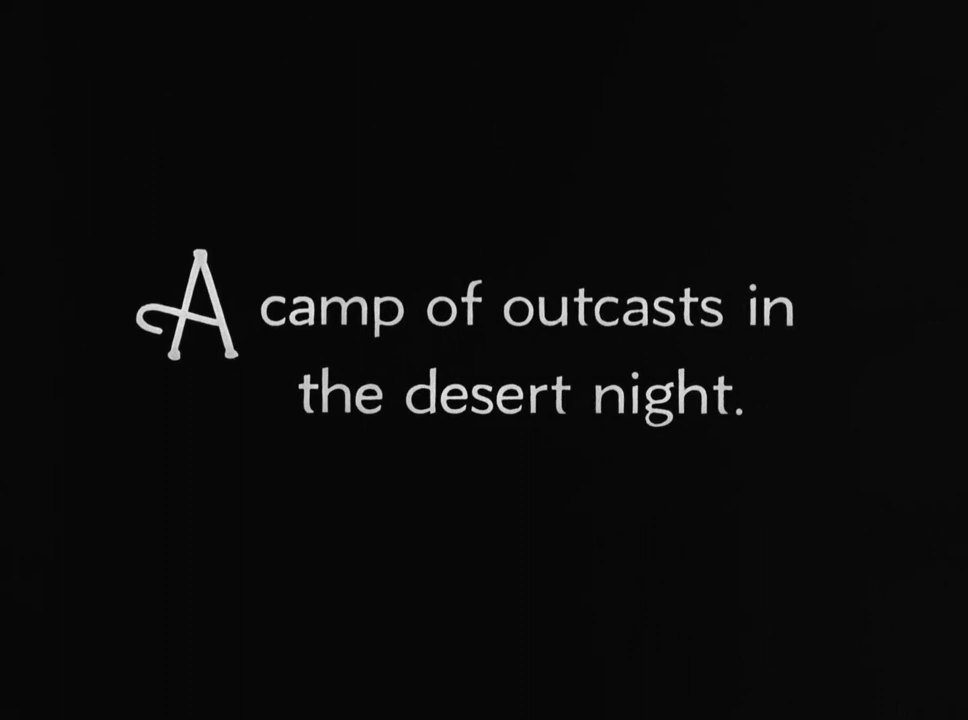 A camp of outcasts in
the desert night.